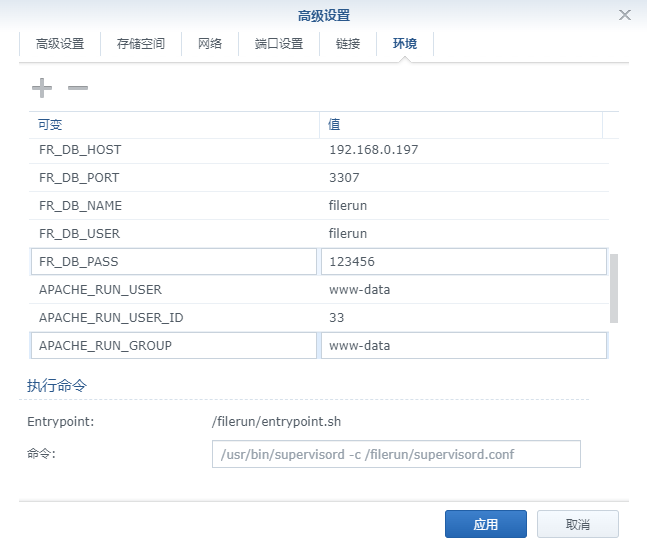 高级设置
高级设置 存储空间 网络 端口设置 链接 环境
可变 值
FR_DB_HOST 192.168.0.197
FR_DB_PORT 3307
FR_DB_NAME filerun
FR_DB_USER filerun
FR_DB_PASS 123456
APACHE_RUN_USER www-data
APACHE_RUN_USER_ID 33
APACHE_RUN_GROUP www-data
执行命令
Entrypoint: /filerun/entrypoint.sh
命令: /usr/bin/supervisord -c /filerun/supervisord.conf
应用 取消